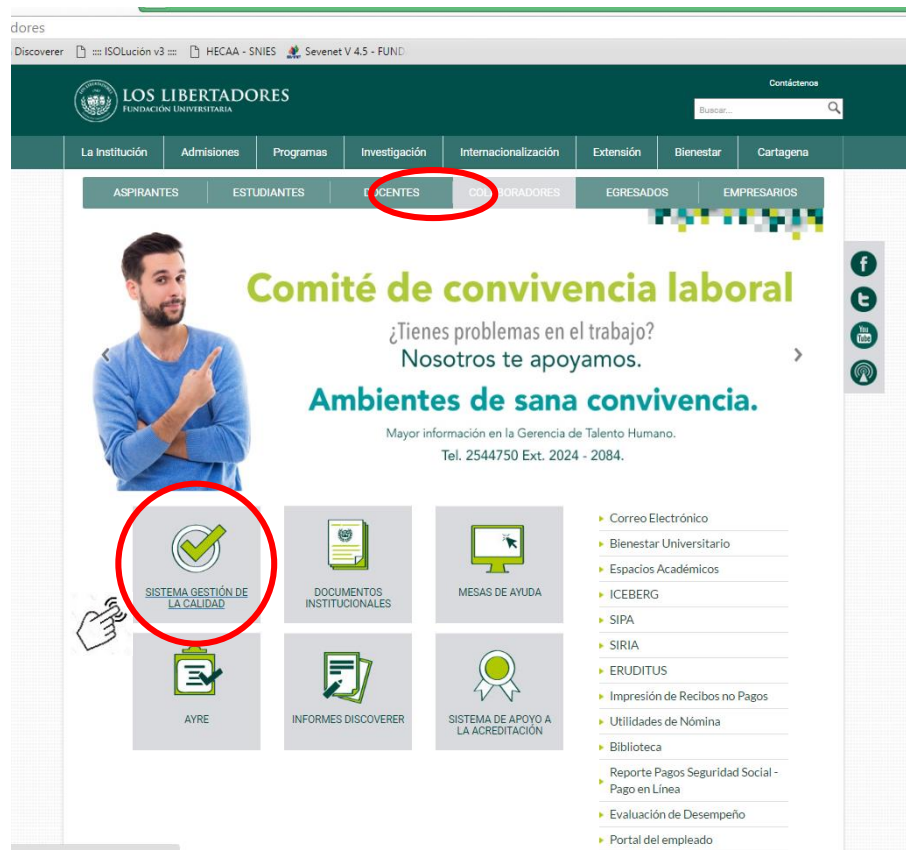 dores
Discoverer :::: ISOLución v3 :::: HECAA - SNIES Sevenet V 4.5 - FUND
Contáctenos
LOS LIBERTADORES
FUNDACIÓN UNIVERSITARIA
Buscar...
La Institución Admisiones Programas Investigación Internacionalización Extensión Bienestar Cartagena
ASPIRANTES ESTUDIANTES DOCENTES COLABORADORES EGRESADOS EMPRESARIOS
Comité de convivencia laboral
¿Tienes problemas en el trabajo?
Nosotros te apoyamos.
Ambientes de sana convivencia.
Mayor información en la Gerencia de Talento Humano.
Tel. 2544750 Ext. 2024 - 2084.
You
Tube
SISTEMA GESTIÓN DE
LA CALIDAD
DOCUMENTOS
INSTITUCIONALES
MESAS DE AYUDA
AYRE
INFORMES DISCOVERER
SISTEMA DE APOYO A
LA ACREDITACIÓN
Correo Electrónico
Bienestar Universitario
Espacios Académicos
ICEBERG
SIPA
SIRIA
ERUDITUS
Impresión de Recibos no Pagos
Utilidades de Nómina
Biblioteca
Reporte Pagos Seguridad Social -
Pago en Línea
Evaluación de Desempeño
Portal del empleado